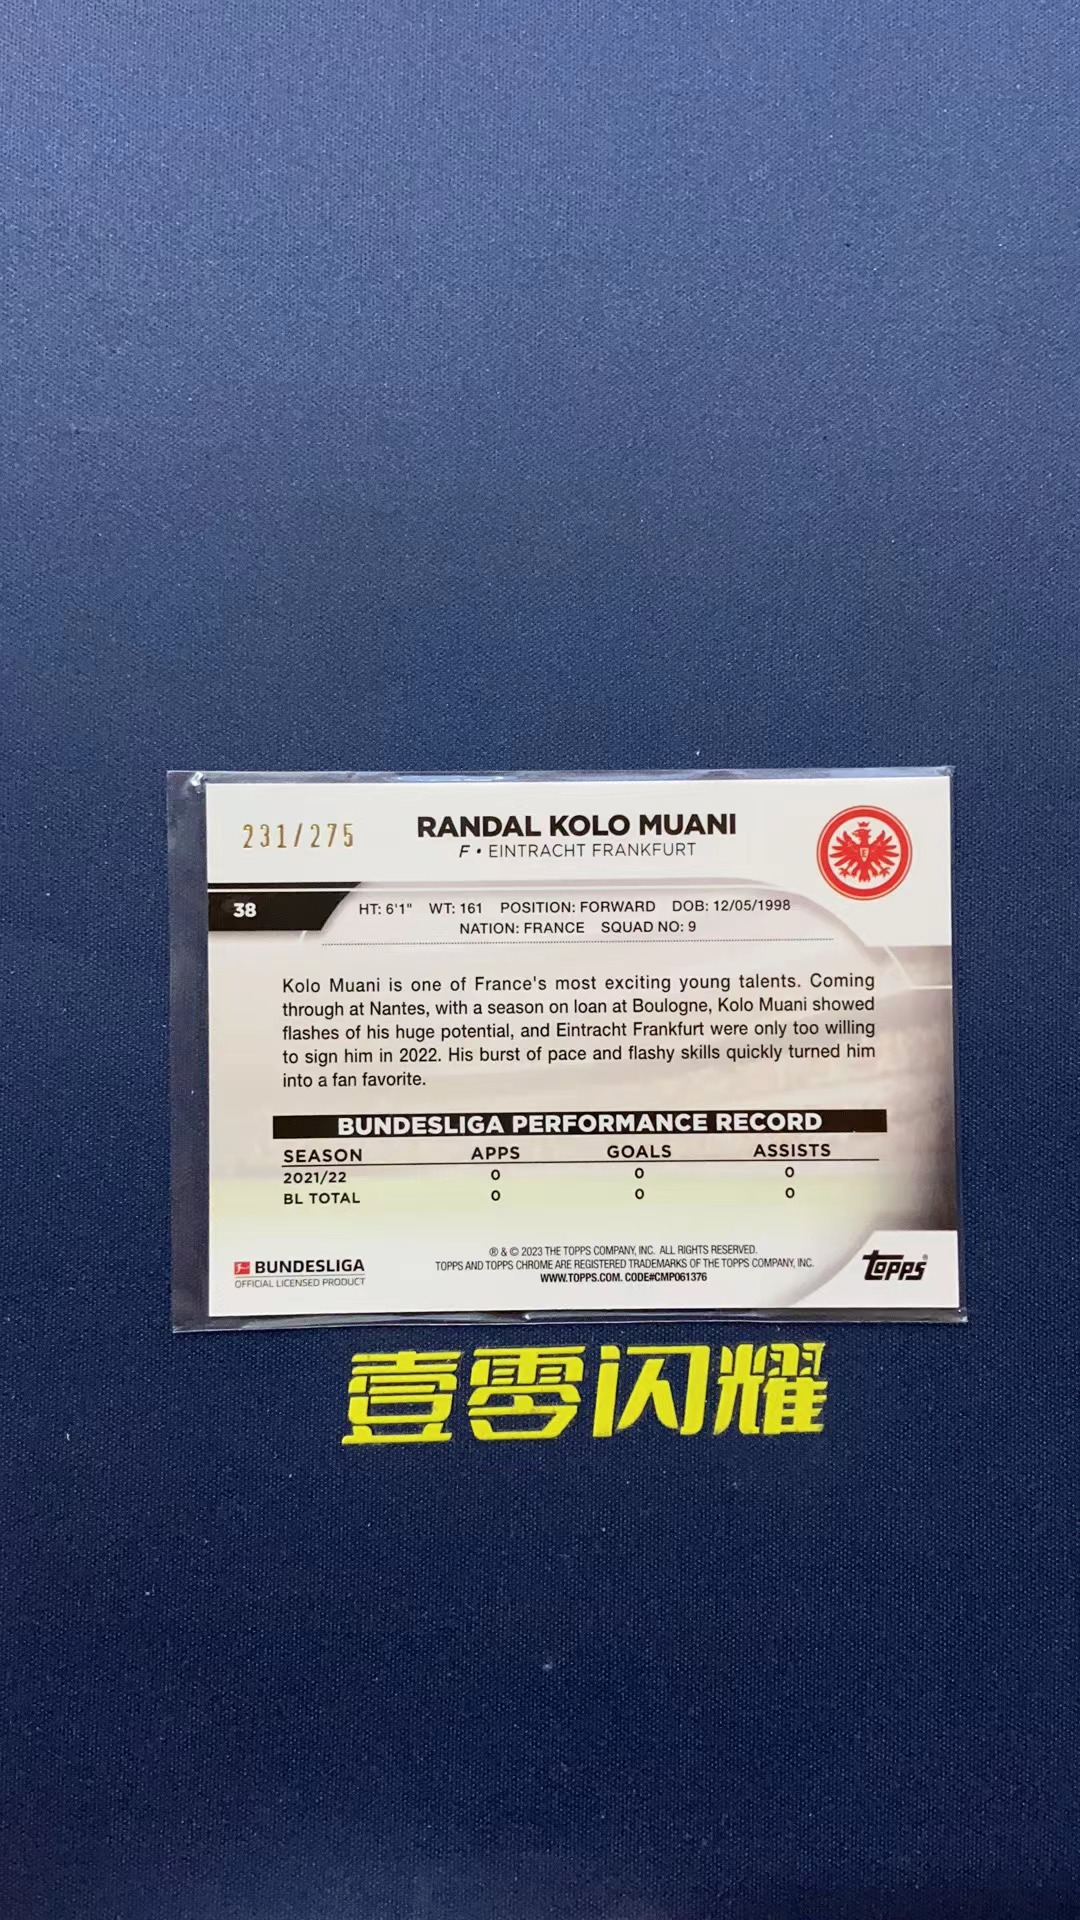 231/275
RANDAL KOLO MUANI
F • EINTRACHT FRANKFURT
38
HT: 6'1" WT: 161 POSITION: FORWARD DOB: 12/05/1998
NATION: FRANCE SQUAD NO: 9
Kolo Muani is one of France's most exciting young talents. Coming
through at Nantes, with a season on loan at Boulogne, Kolo Muani showed
flashes of his huge potential, and Eintracht Frankfurt were only too willing
to sign him in 2022. His burst of pace and flashy skills quickly turned him
into a fan favorite.
BUNDESLIGA PERFORMANCE RECORD
SEASON APPS GOALS ASSISTS
2021/22 0 0 0
BL TOTAL 0 0 0
BUNDESLIGA
OFFICIAL LICENSED PRODUCT
® & © 2023 THE TOPPS COMPANY, INC. ALL RIGHTS RESERVED.
TOPPS AND TOPPS CHROME ARE REGISTERED TRADEMARKS OF THE TOPPS COMPANY, INC.
WWW.TOPPS.COM. CODE#CMP061376
Topps®
壹零闪耀